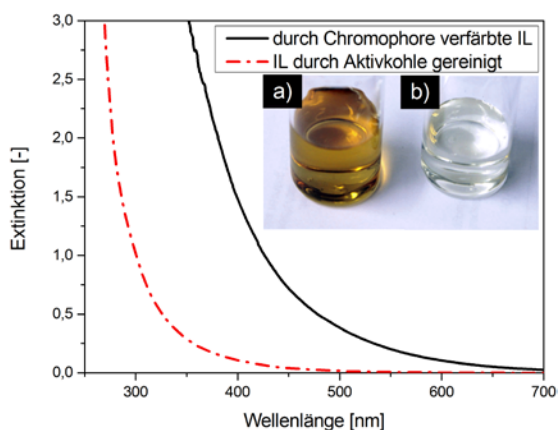 3,0
2,5
2,0
1,5
1,0
0,5
0,0
Extinktion [-]
durch Chromophore verfärbte IL
IL durch Aktivkohle gereinigt
a)
b)
300
400
500
600
700
Wellenlänge [nm]